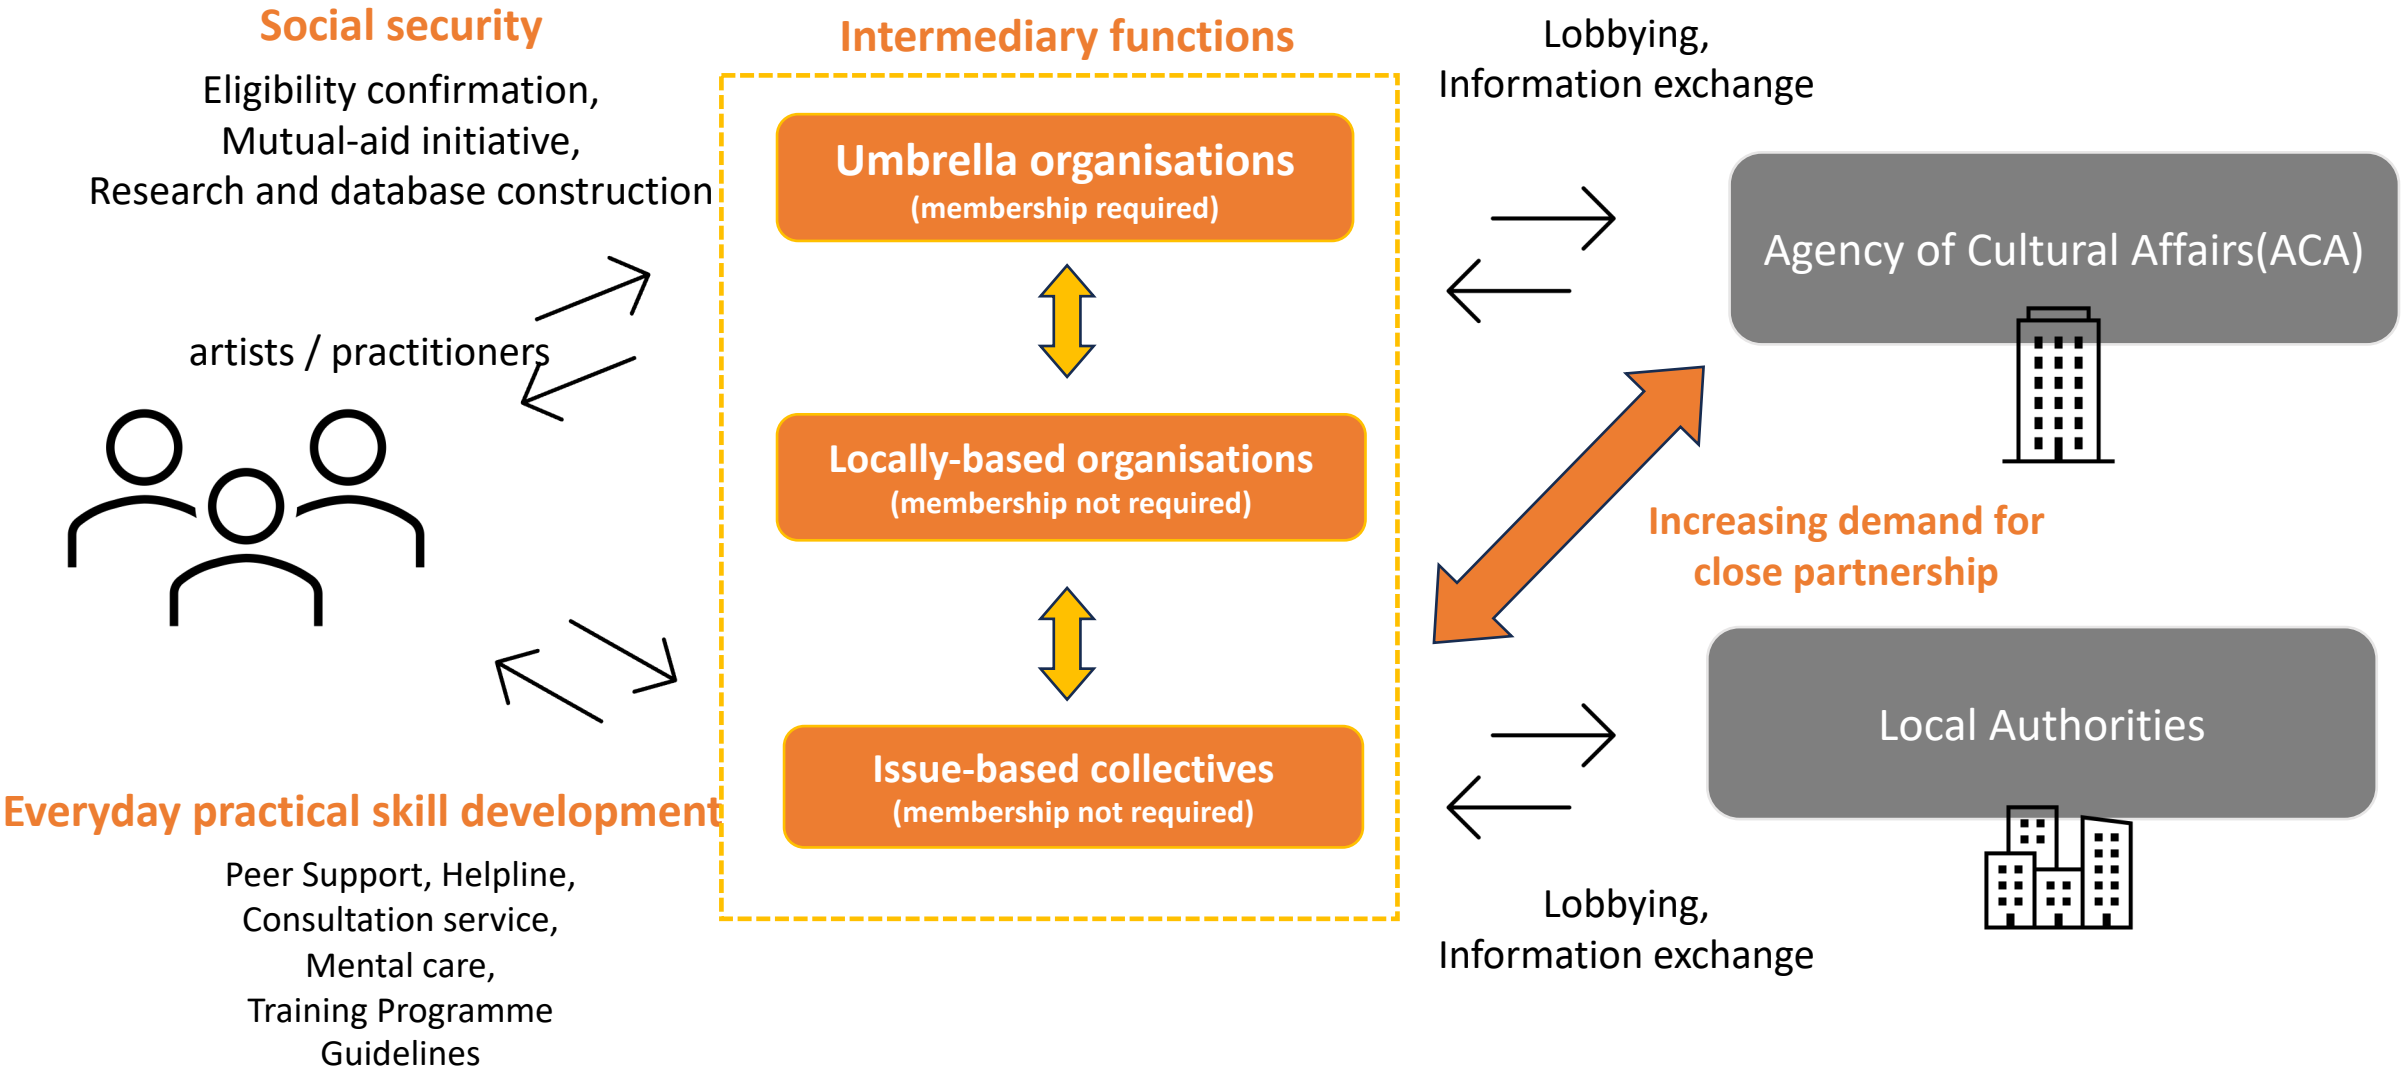 Social security
Eligibility confirmation,
Mutual-aid initiative,
Research and database construction
artists / practitioners
Everyday practical skill development
Peer Support, Helpline,
Consultation service,
Mental care,
Training Programme
Guidelines
Intermediary functions
Umbrella organisations
(membership required)
Locally-based organisations
(membership not required)
Issue-based collectives
(membership not required)
Lobbying,
Information exchange
Agency of Cultural Affairs(ACA)
Increasing demand for
close partnership
Local Authorities
Lobbying,
Information exchange